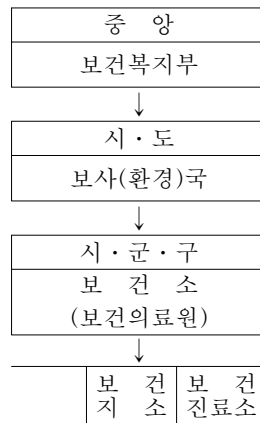 중 앙
보건복지부
↓
시·도
보사(환경)국
↓
시·군·구
보 건 소
(보건의료원)
↓
보 건 보 건
지 소 진료소